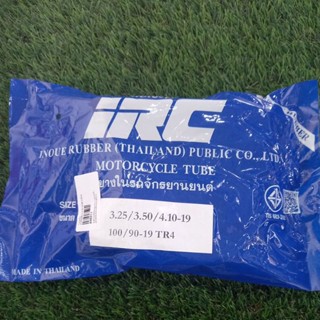 IRC
INOUE RUBBER (THAILAND) PUBLIC CO.,LTD
MOTORCYCLE TUBE
ยางในรถจักรยานยนต์
SIZE
ขนาด
3.25/3.50/4.10-19
100/90-19 TR4
MADE IN THAILAND